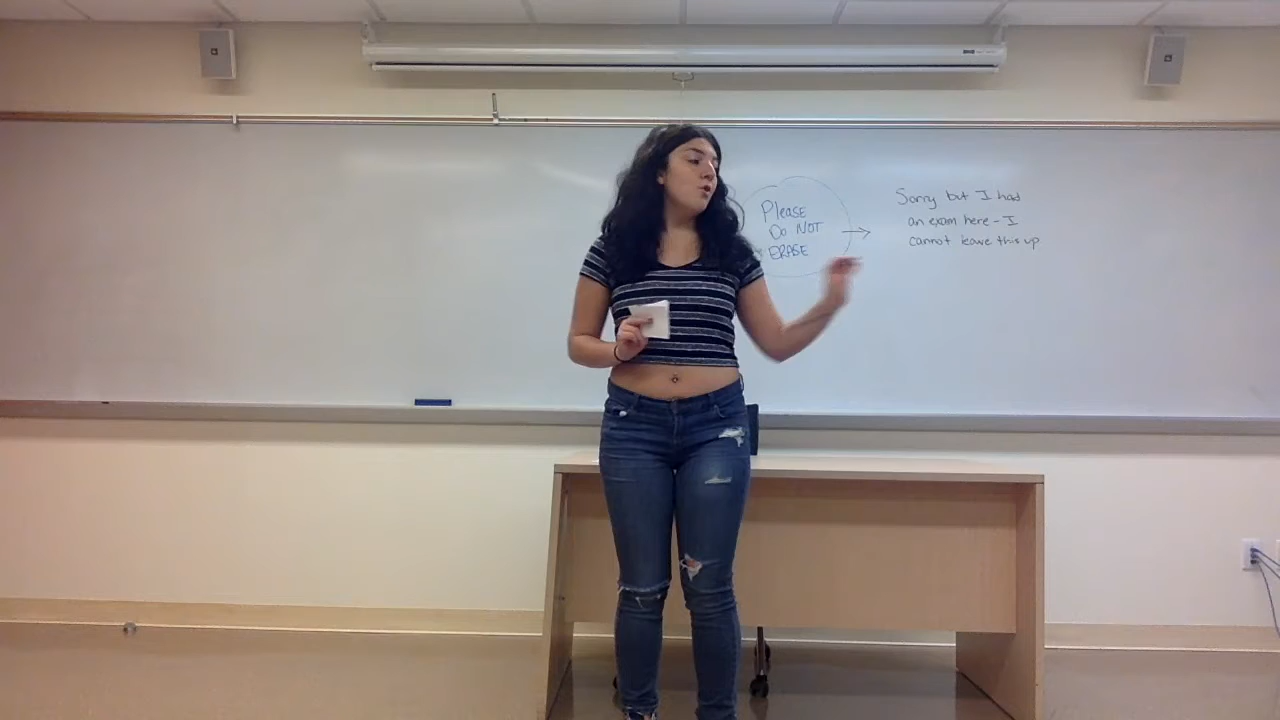 Please
Do NOT
ERASE
Sorry but I had
an exam here - I
cannot leave this up